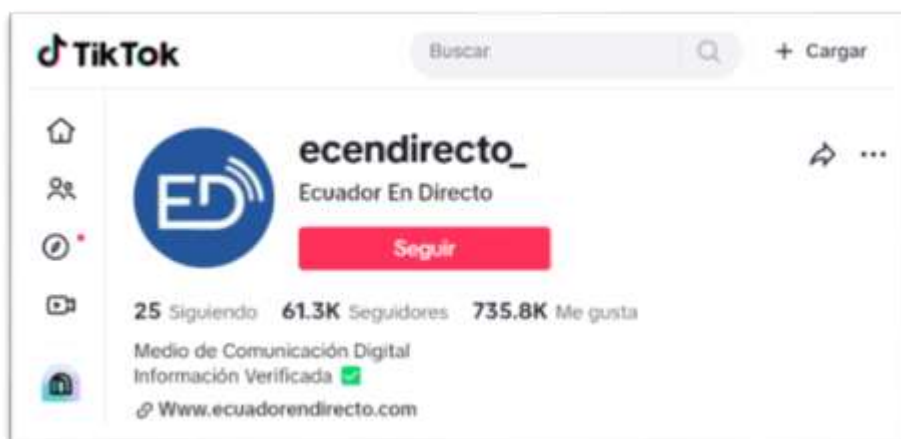 TikTok
Buscar
+ Cargar
ecendirecto_
Ecuador En Directo
ED
Seguir
25 Siguiendo 61.3K Seguidores 735.8K Me gusta
Medio de Comunicación Digital
Información Verificada ✅
Www.ecuadorendirecto.com